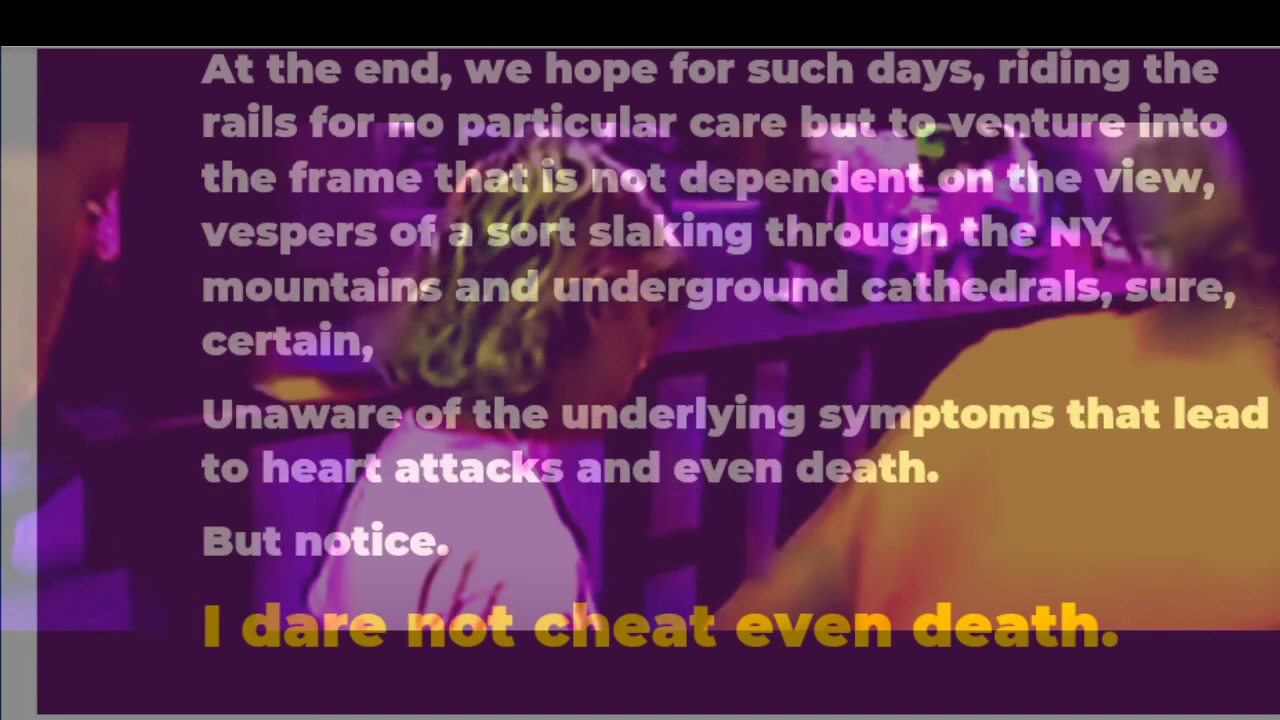 At the end, we hope for such days, riding the
rails for no particular care but to venture into
the frame that is not dependent on the view,
vespers of a sort slaking through the NY
mountains and underground cathedrals, sure,
certain,
Unaware of the underlying symptoms that lead
to heart attacks and even death.
But notice.
I dare not cheat even death.